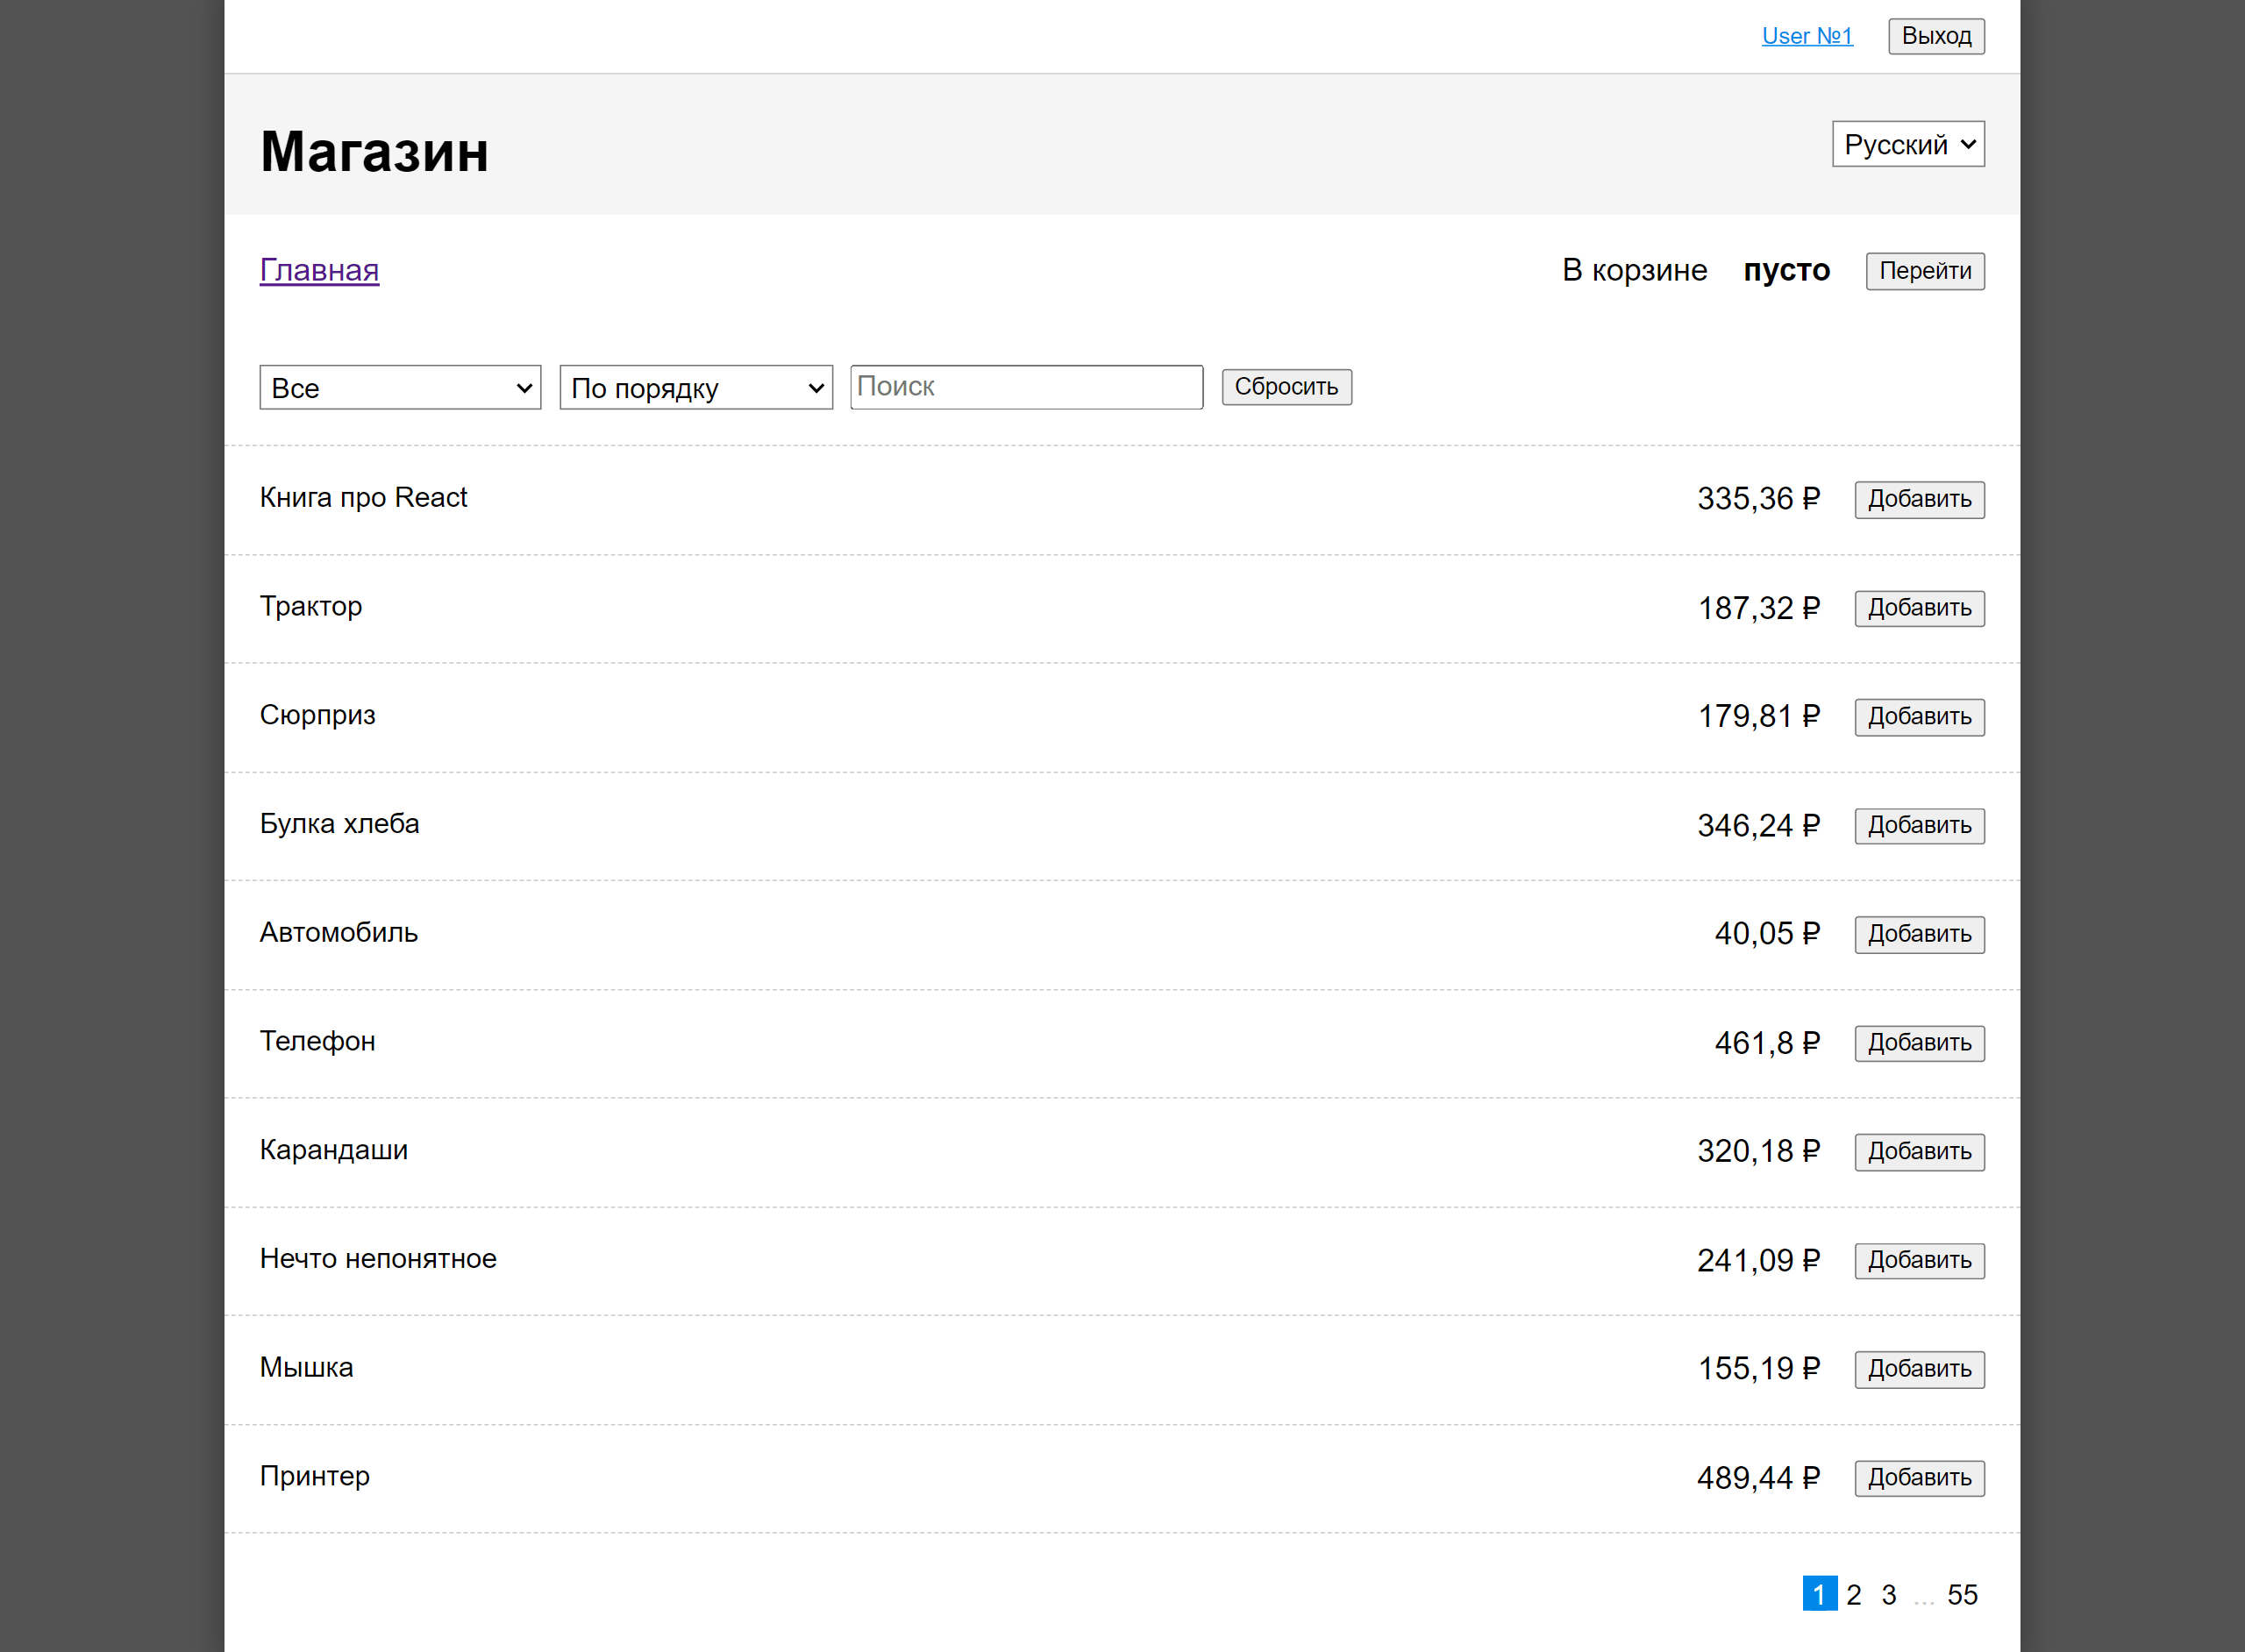 User №1 Выход
Магазин Русский
Главная В корзине пусто Перейти
Все По порядку Поиск Сбросить
Книга про React 335,36 ₽ Добавить
Трактор 187,32 ₽ Добавить
Сюрприз 179,81 ₽ Добавить
Булка хлеба 346,24 ₽ Добавить
Автомобиль 40,05 ₽ Добавить
Телефон 461,8 ₽ Добавить
Карандаши 320,18 ₽ Добавить
Нечто непонятное 241,09 ₽ Добавить
Мышка 155,19 ₽ Добавить
Принтер 489,44 ₽ Добавить
1 2 3 ... 55